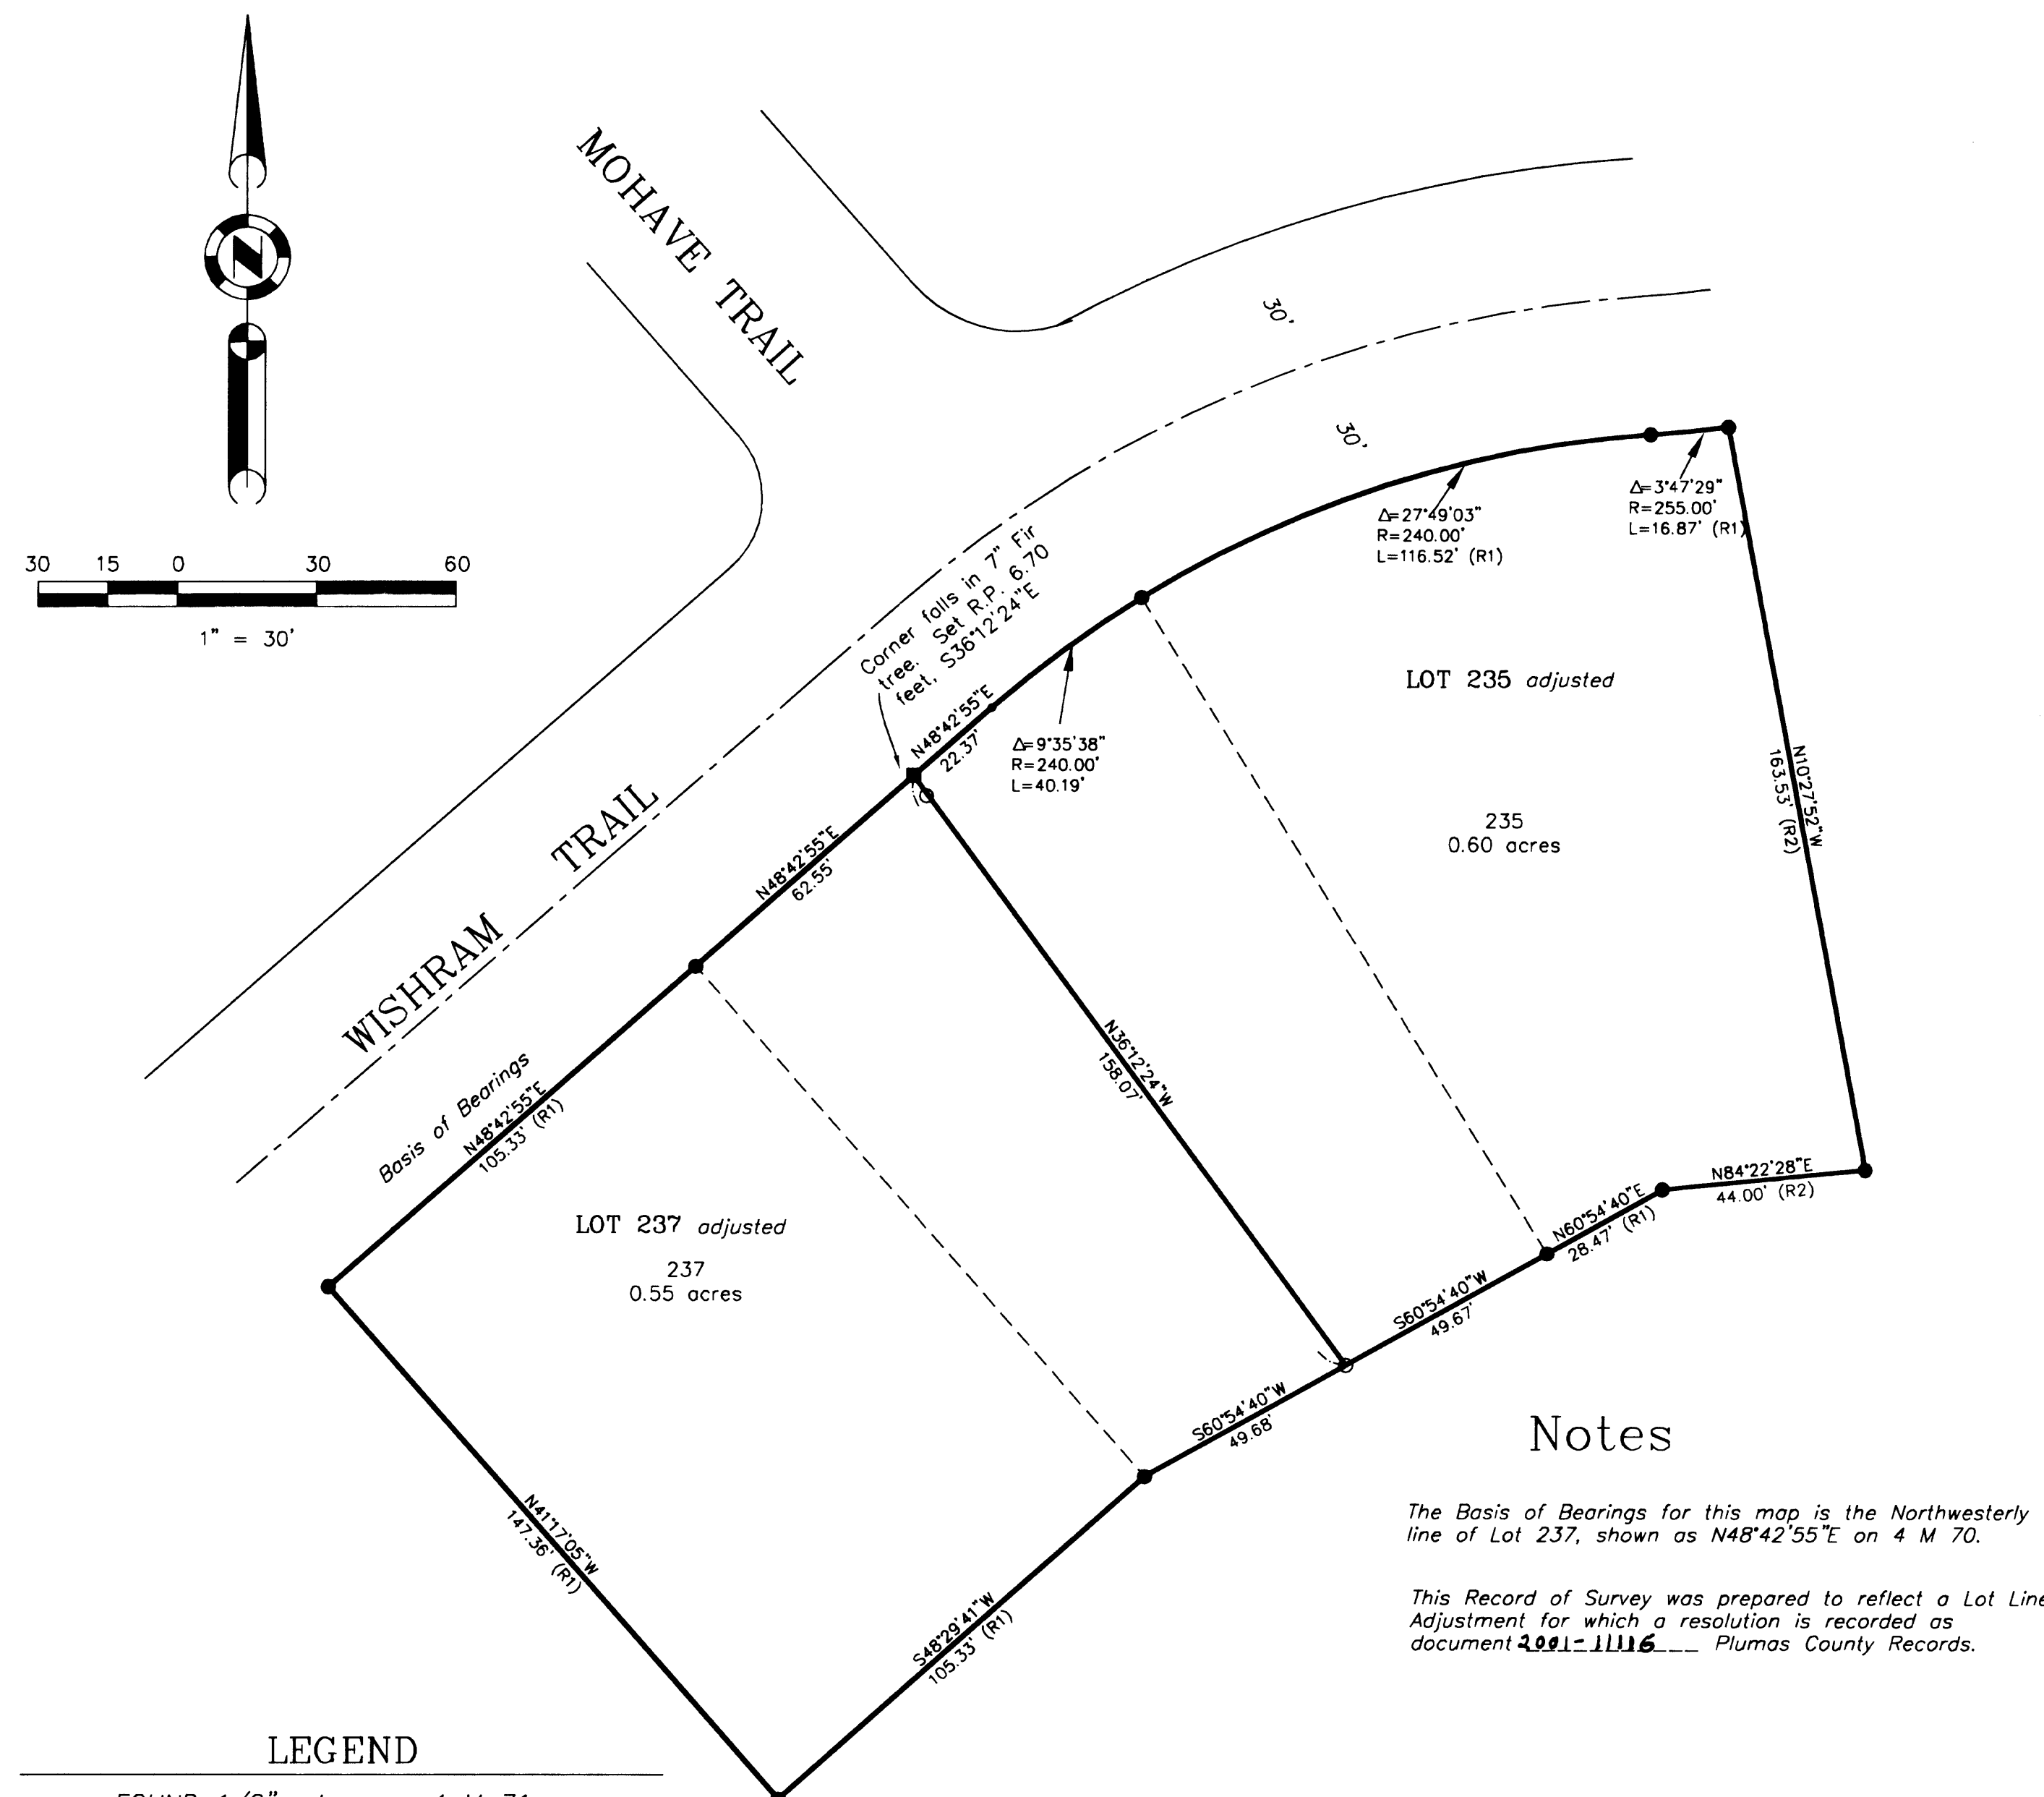 MOHAVE TRAIL
30'
30'
N
30 15 0 30 60
1" = 30'
Δ=3°47'29"
R=255.00'
L=16.87' (R1)
Δ=27°49'03"
R=240.00'
L=116.52' (R1)
Corner falls in 7" Fir
tree. Set R.P. 6.70
feet, S36°12'24"E
N48°42'55"E
22.37'
Δ=9°35'38"
R=240.00'
L=40.19'
LOT 235 adjusted
235
0.60 acres
N10°27'52"W
163.53' (R2)
WISHRAM TRAIL
N48°42'55"E
62.55'
Basis of Bearings
N48°42'55"E
105.33' (R1)
N36°12'24"W
158.07'
LOT 237 adjusted
237
0.55 acres
N84°22'28"E
44.00' (R2)
N60°54'40"E
28.47' (R1)
S60°54'40"W
49.67'
S60°54'40"W
49.68'
N41°17'05"W
147.36' (R1)
S48°29'41"W
105.33' (R1)
Notes
The Basis of Bearings for this map is the Northwesterly
line of Lot 237, shown as N48°42'55"E on 4 M 70.
This Record of Survey was prepared to reflect a Lot Line
Adjustment for which a resolution is recorded as
document 2001-11116 Plumas County Records.
LEGEND